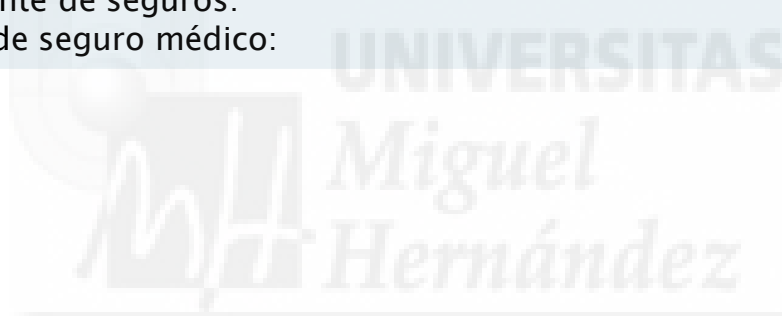 nte de seguros.
de seguro médico:
UNIVERSITAS
Miguel
Hernández